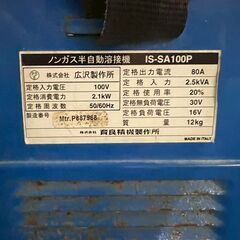 ノンガス半自動溶接機 IS-SA100P
株式会社 広沢製作所
定格入力電圧 100V
定格消費電力 2.1kW
定格周波数 50/60Hz
製造番号 Mtr.P887968
定格出力電流 80A
定格入力 2.5kVA
定格使用率 20%
定格無負荷電圧 30V
定格負荷電圧 16V
質量 12kg
株式会社 育良精機製作所
MADE IN ITALY